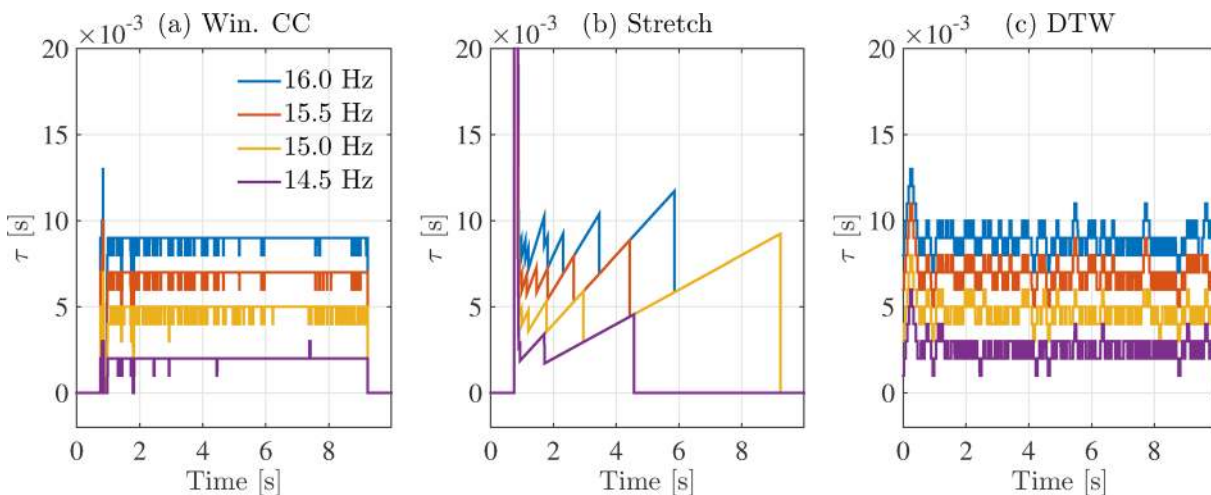 (a) Win. CC
×10⁻³
20
15
10
5
0
τ [s]
0 2 4 6 8
Time [s]
16.0 Hz
15.5 Hz
15.0 Hz
14.5 Hz
(b) Stretch
×10⁻³
20
15
10
5
0
τ [s]
0 2 4 6 8
Time [s]
(c) DTW
×10⁻³
20
15
10
5
0
τ [s]
0 2 4 6 8
Time [s]